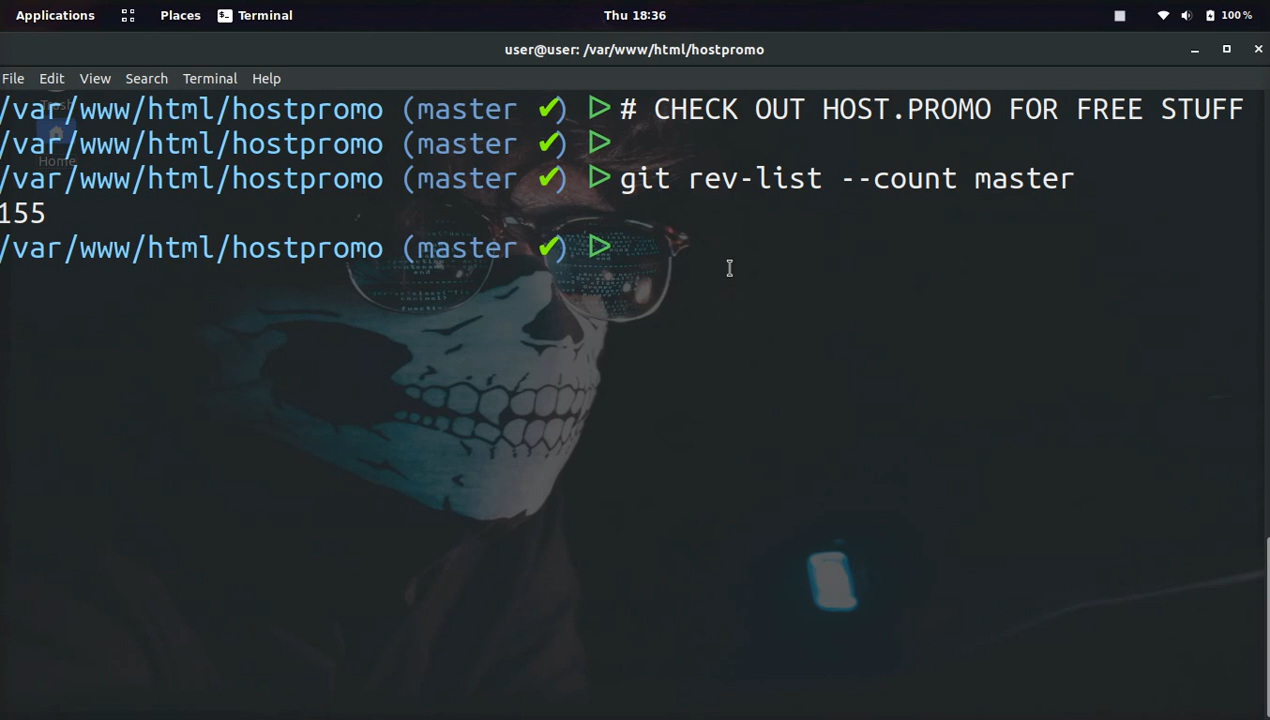 Applications Places Terminal Thu 18:36 100 %
user@user: /var/www/html/hostpromo
File Edit View Search Terminal Help
/var/www/html/hostpromo (master ✔) ▷ # CHECK OUT HOST.PROMO FOR FREE STUFF
Trash
/var/www/html/hostpromo (master ✔) ▷
Home
/var/www/html/hostpromo (master ✔) ▷ git rev-list --count master
155
/var/www/html/hostpromo (master ✔) ▷